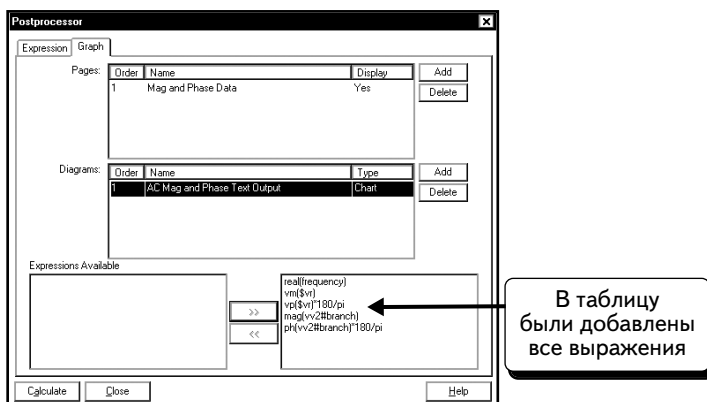 Postprocessor
Expression Graph
Pages:
Order Name Display
1 Mag and Phase Data Yes
Add
Delete
Diagrams:
Order Name Type
1 AC Mag and Phase Text Output Chart
Add
Delete
Expressions Available
real(frequency)
vm($vr)
vp($vr)*180/pi
mag(vv2#branch)
ph(vv2#branch)*180/pi
>>
<<
В таблицу
были добавлены
все выражения
Calculate Close Help